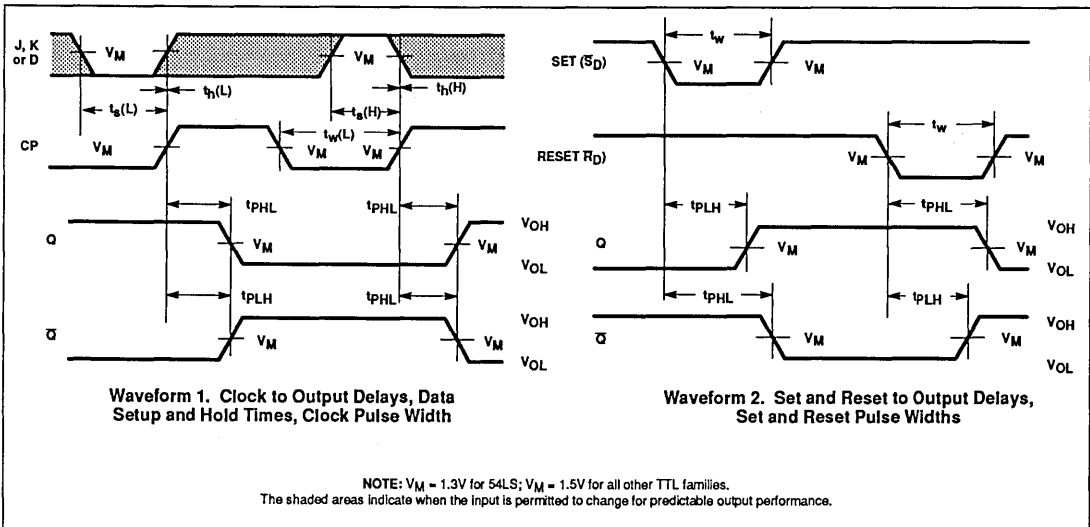 J, K
or D
VM
VM
th(L)
th(H)
ts(L)
ts(H)
CP
VM
tw(L)
VM
VM
tPHL
tPHL
Q
VM
VM
VOH
VOL
tPLH
tPHL
Q̅
VM
VM
VOH
VOL
Waveform 1. Clock to Output Delays, Data
Setup and Hold Times, Clock Pulse Width
tw
SET (S̅D)
VM
VM
tw
RESET R̅D)
VM
VM
tPLH
tPHL
Q
VM
VM
VOH
VOL
tPHL
tPLH
Q̅
VM
VM
VOH
VOL
Waveform 2. Set and Reset to Output Delays,
Set and Reset Pulse Widths
NOTE: VM = 1.3V for 54LS; VM = 1.5V for all other TTL families.
The shaded areas indicate when the input is permitted to change for predictable output performance.